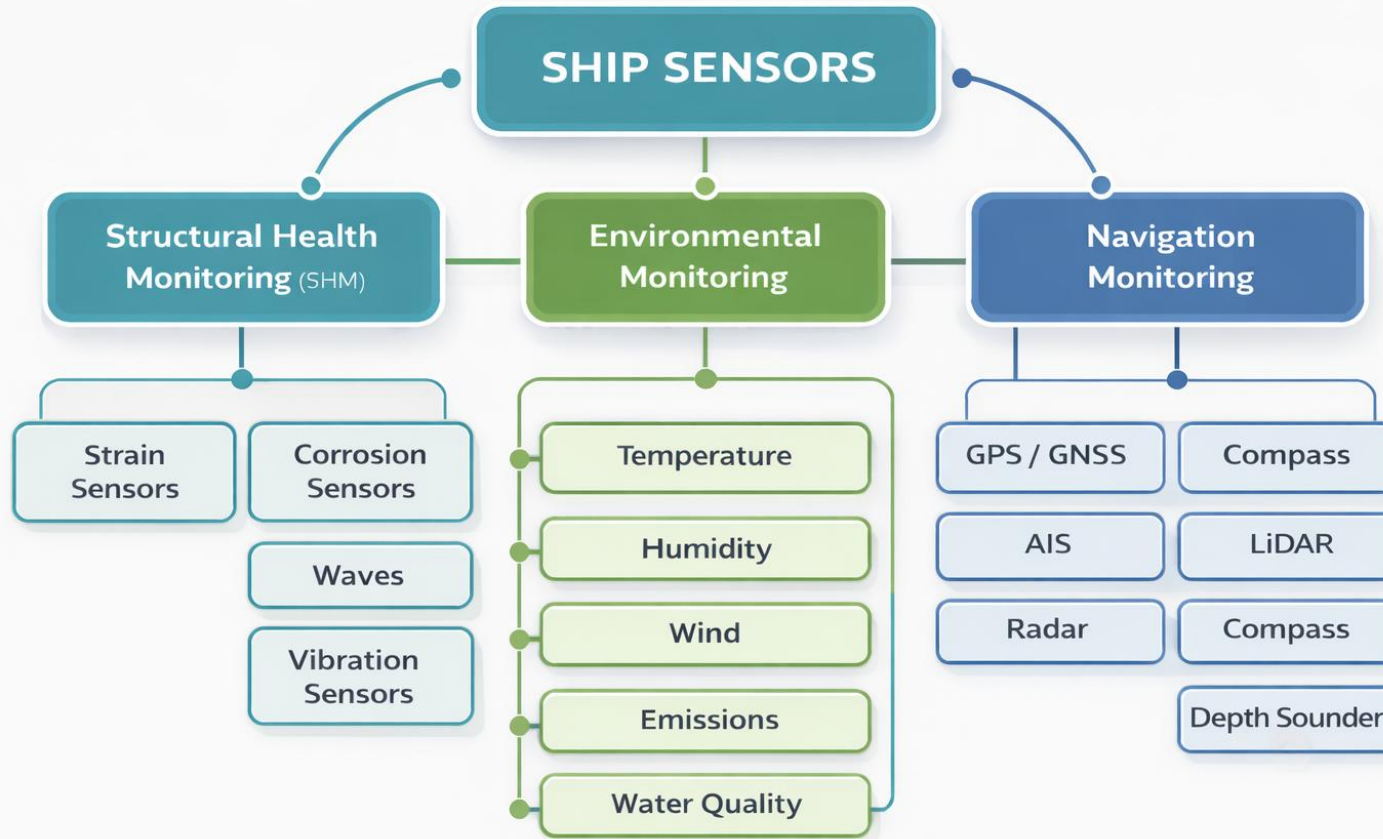 SHIP SENSORS
Structural Health
Monitoring (SHM)
Environmental
Monitoring
Navigation
Monitoring
Strain
Sensors
Corrosion
Sensors
Waves
Vibration
Sensors
Temperature
Humidity
Wind
Emissions
Water Quality
GPS / GNSS
Compass
AIS
LiDAR
Radar
Compass
Depth Sounder